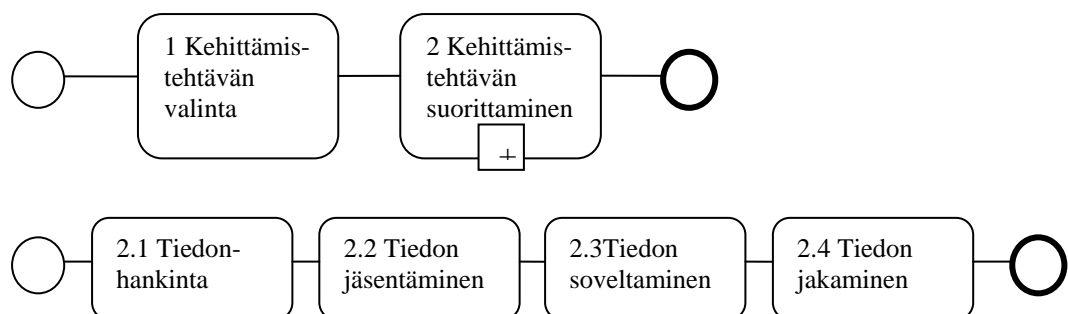 1 Kehittämis-
tehtävän
valinta
2 Kehittämis-
tehtävän
suorittaminen
+
2.1 Tiedon-
hankinta
2.2 Tiedon
jäsentäminen
2.3Tiedon
soveltaminen
2.4 Tiedon
jakaminen